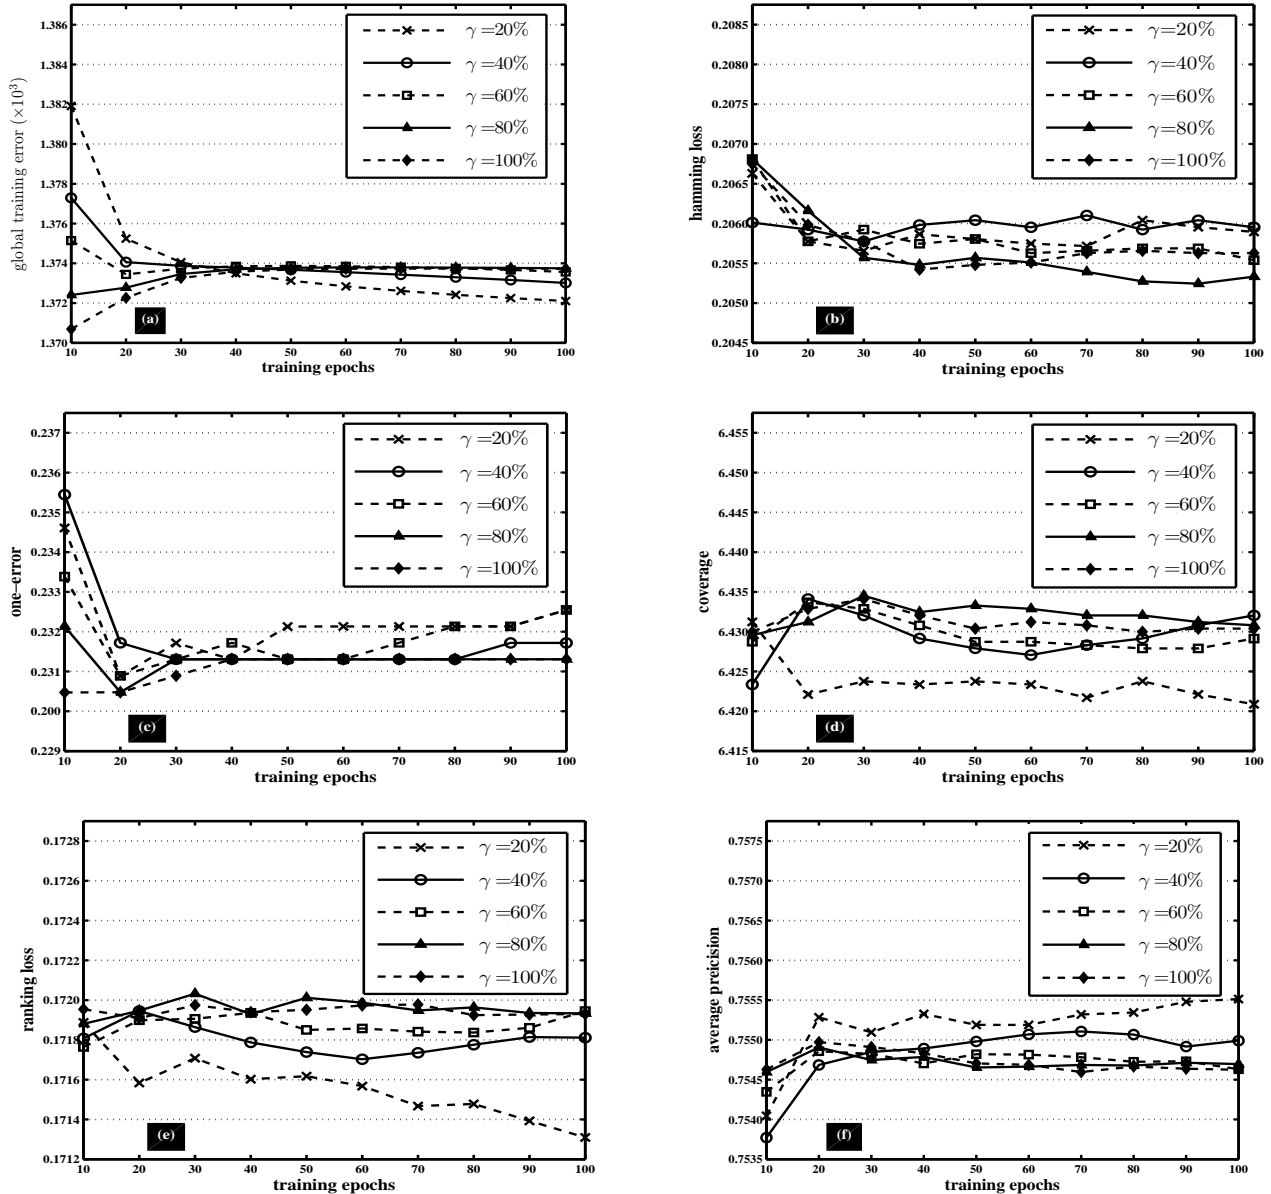 1.386
1.384
1.382
1.380
1.378
1.376
1.374
1.372
1.370
global training error (×10³)
γ=20%
γ=40%
γ=60%
γ=80%
γ=100%
(a)
10 20 30 40 50 60 70 80 90 100
training epochs
0.2085
0.2080
0.2075
0.2070
0.2065
0.2060
0.2055
0.2050
0.2045
hamming loss
γ=20%
γ=40%
γ=60%
γ=80%
γ=100%
(b)
10 20 30 40 50 60 70 80 90 100
training epochs
0.237
0.236
0.235
0.234
0.233
0.232
0.231
0.200
0.229
one-error
γ=20%
γ=40%
γ=60%
γ=80%
γ=100%
(c)
10 20 30 40 50 60 70 80 90 100
training epochs
6.455
6.450
6.445
6.440
6.435
6.430
6.425
6.420
6.415
coverage
γ=20%
γ=40%
γ=60%
γ=80%
γ=100%
(d)
10 20 30 40 50 60 70 80 90 100
training epochs
0.1728
0.1726
0.1724
0.1722
0.1720
0.1718
0.1716
0.1714
0.1712
ranking loss
γ=20%
γ=40%
γ=60%
γ=80%
γ=100%
(e)
10 20 30 40 50 60 70 80 90 100
training epochs
0.7575
0.7570
0.7565
0.7560
0.7555
0.7550
0.7545
0.7540
0.7535
average preicision
γ=20%
γ=40%
γ=60%
γ=80%
γ=100%
(f)
10 20 30 40 50 60 70 80 90 100
training epochs